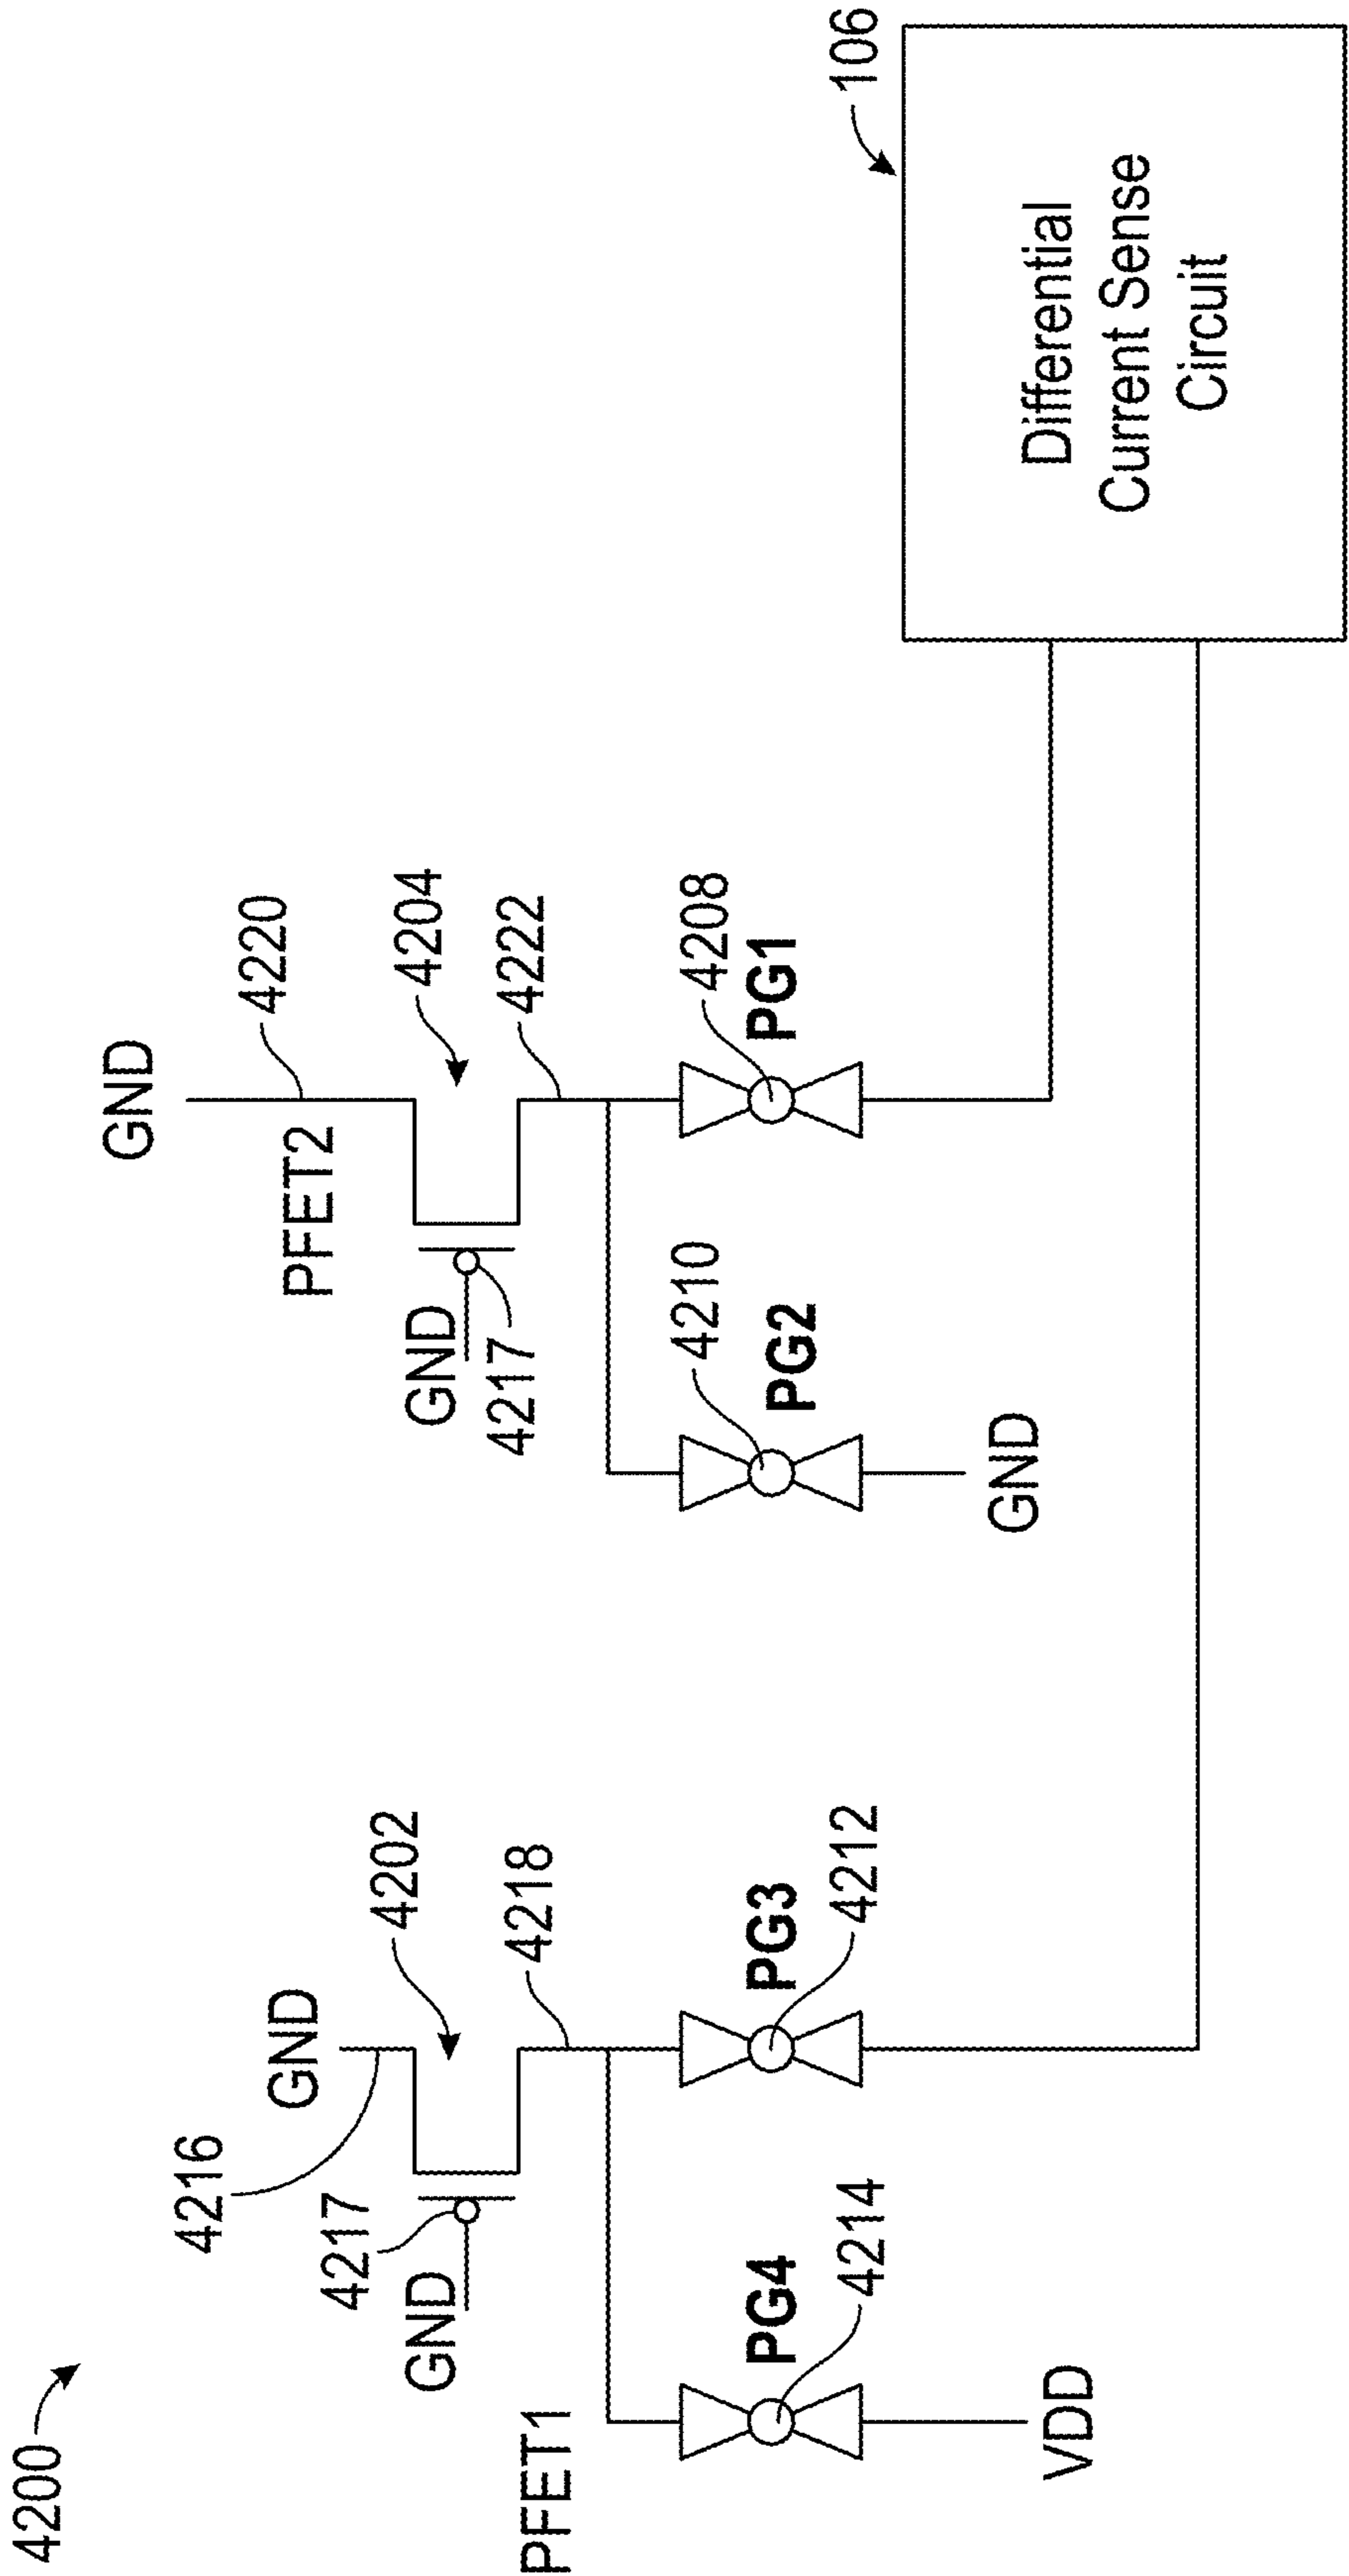 4200
4216
GND
4202
4217
GND
4218
PFET1
PG4
4214
VDD
PG3
4212
GND
4220
PFET2
4204
GND
4217
4222
4210
PG2
GND
4208
PG1
106
Differential
Current Sense
Circuit